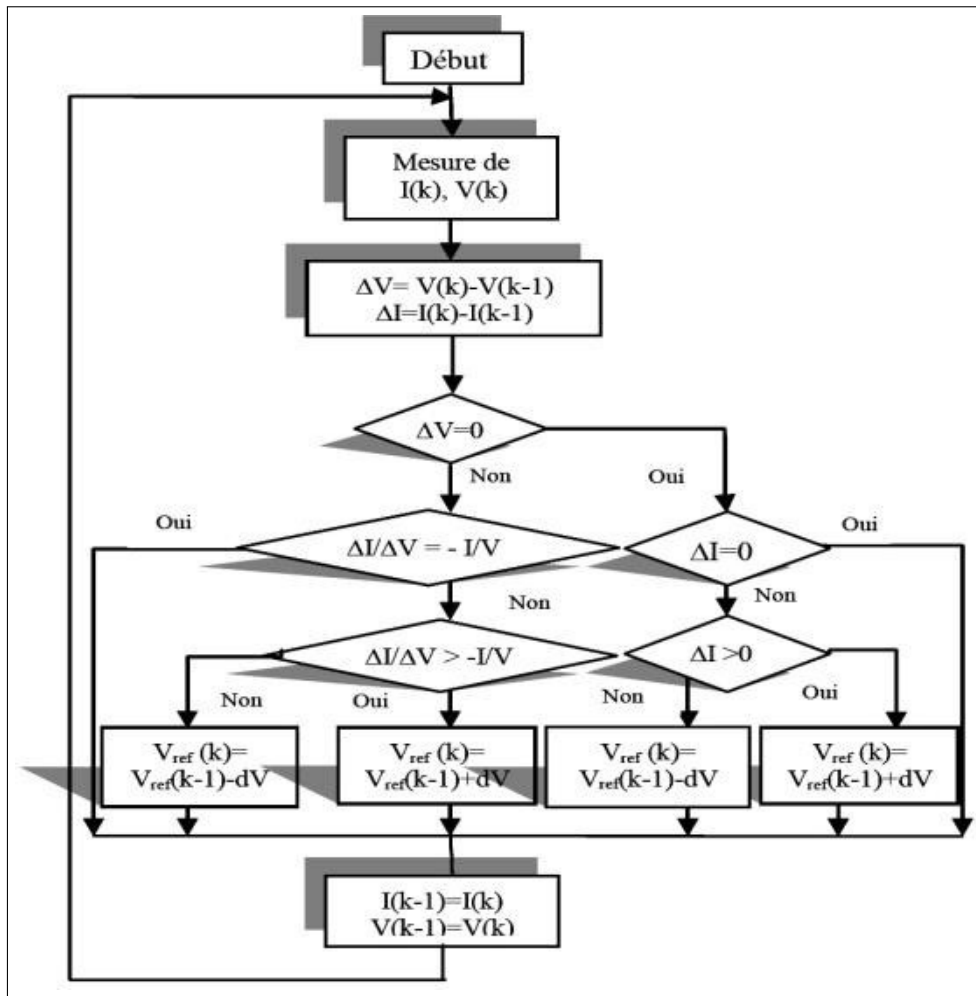 Début
Mesure de
I(k), V(k)
ΔV= V(k)-V(k-1)
ΔI=I(k)-I(k-1)
ΔV=0
Non
Oui
Oui
ΔI/ΔV = - I/V
ΔI=0
Oui
Non
Non
ΔI/ΔV > -I/V
ΔI >0
Non
Oui
Non
Oui
Vref (k)=
Vref(k-1)-dV
Vref (k)=
Vref(k-1)+dV
Vref (k)=
Vref(k-1)-dV
Vref (k)=
Vref(k-1)+dV
I(k-1)=I(k)
V(k-1)=V(k)